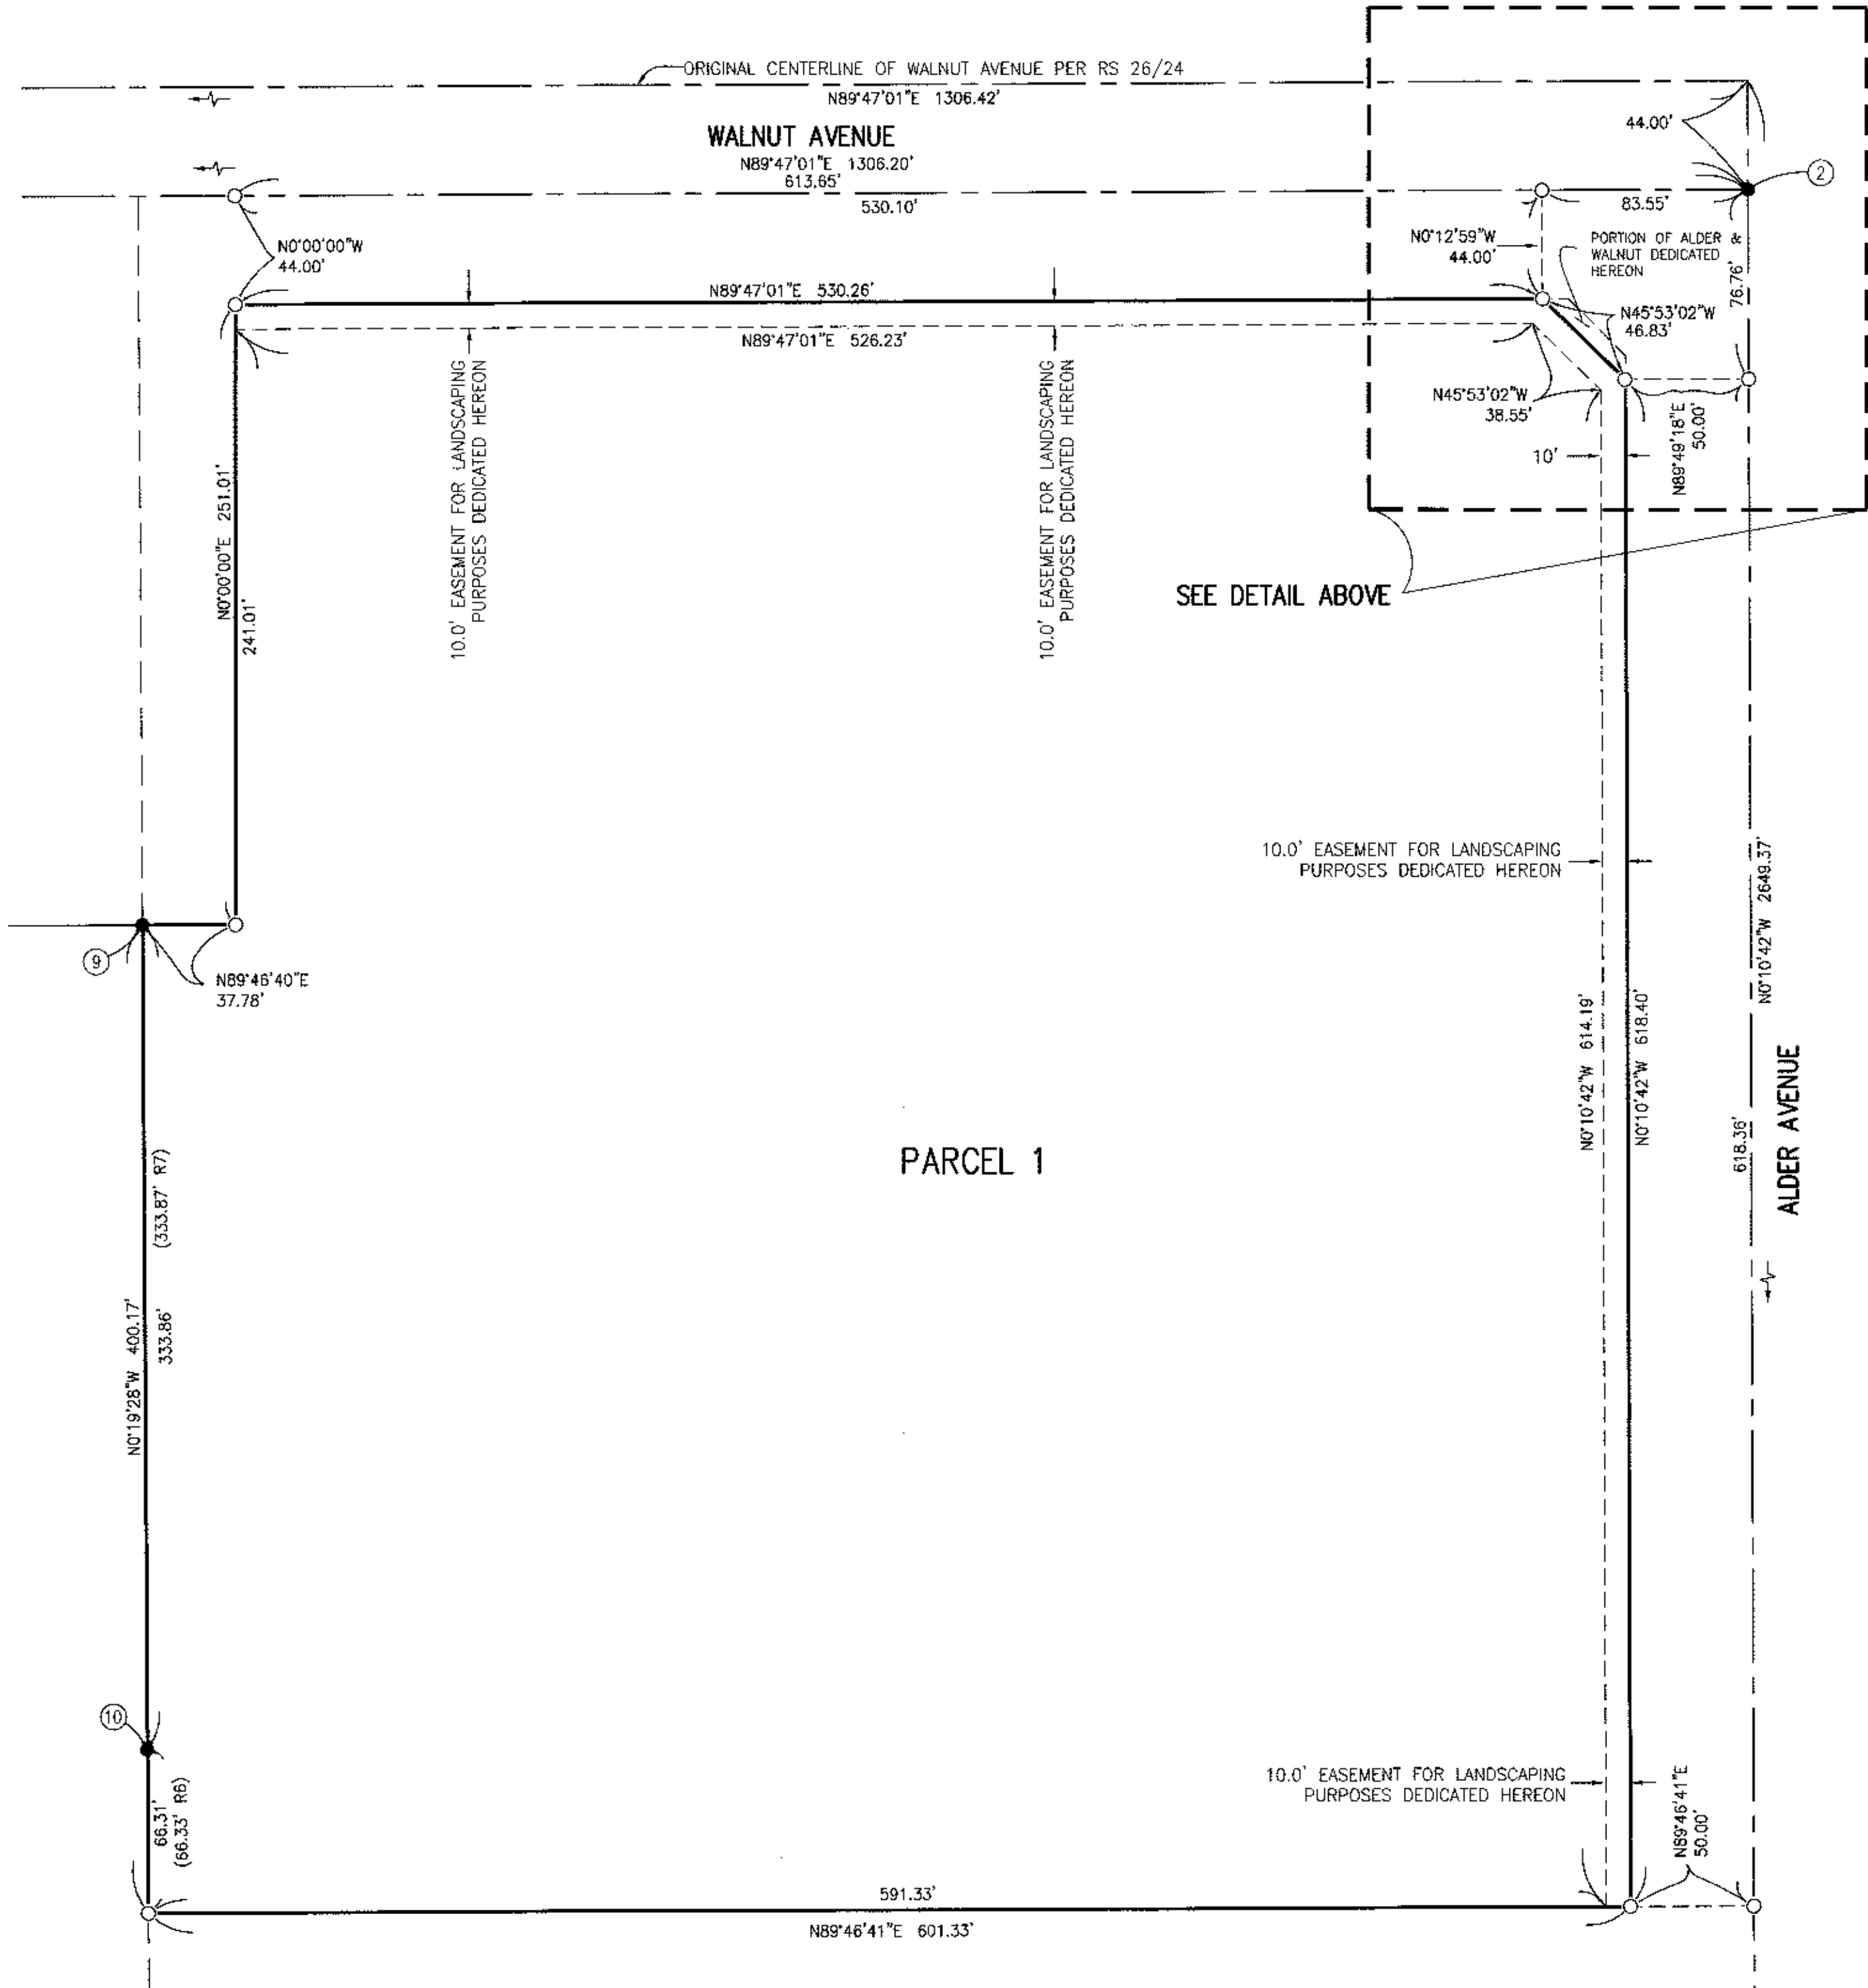 ORIGINAL CENTERLINE OF WALNUT AVENUE PER RS 26/24
N89°47'01"E 1306.42'
WALNUT AVENUE
N89°47'01"E 1306.20'
613.65'
530.10'
44.00'
2
83.55'
N0°00'00"W
44.00'
N0°12'59"W
44.00'
PORTION OF ALDER &
WALNUT DEDICATED
HEREON
76.76'
N89°47'01"E 530.26'
N45°53'02"W
46.83'
N89°47'01"E 526.23'
N45°53'02"W
38.55'
10'
N89°49'18"E
50.00'
10.0' EASEMENT FOR LANDSCAPING
PURPOSES DEDICATED HEREON
10.0' EASEMENT FOR LANDSCAPING
PURPOSES DEDICATED HEREON
N0°00'00"E 251.01'
241.01'
SEE DETAIL ABOVE
10.0' EASEMENT FOR LANDSCAPING
PURPOSES DEDICATED HEREON
9
N89°46'40"E
37.78'
N0°10'42"W 2649.37'
N0°10'42"W 614.19'
N0°10'42"W 618.40'
618.36'
ALDER AVENUE
PARCEL 1
(333.87' R7)
N0°19'28"W 400.17'
333.86'
10
66.31'
(66.33' R6)
10.0' EASEMENT FOR LANDSCAPING
PURPOSES DEDICATED HEREON
N89°46'41"E
50.00'
591.33'
N89°46'41"E 601.33'